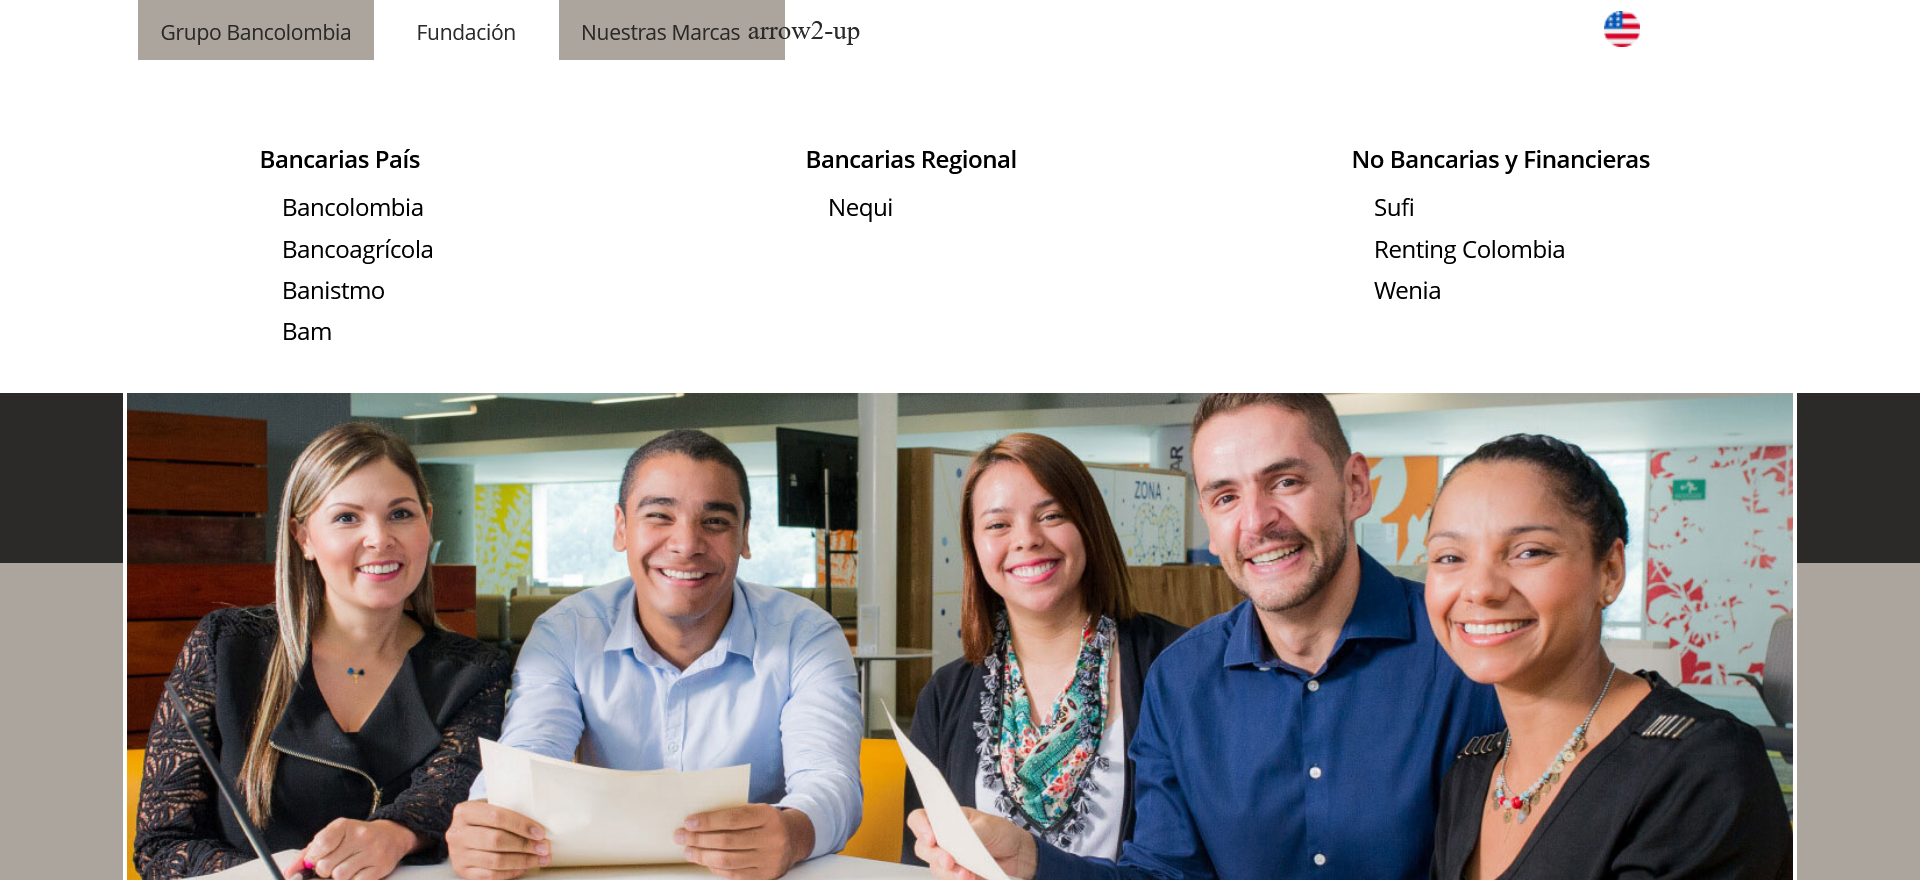 Grupo Bancolombia
Fundación
Nuestras Marcas arrow2-up
Bancarias País
Bancolombia
Bancoagrícola
Banistmo
Bam
Bancarias Regional
Nequi
No Bancarias y Financieras
Sufi
Renting Colombia
Wenia
AR
ZONA